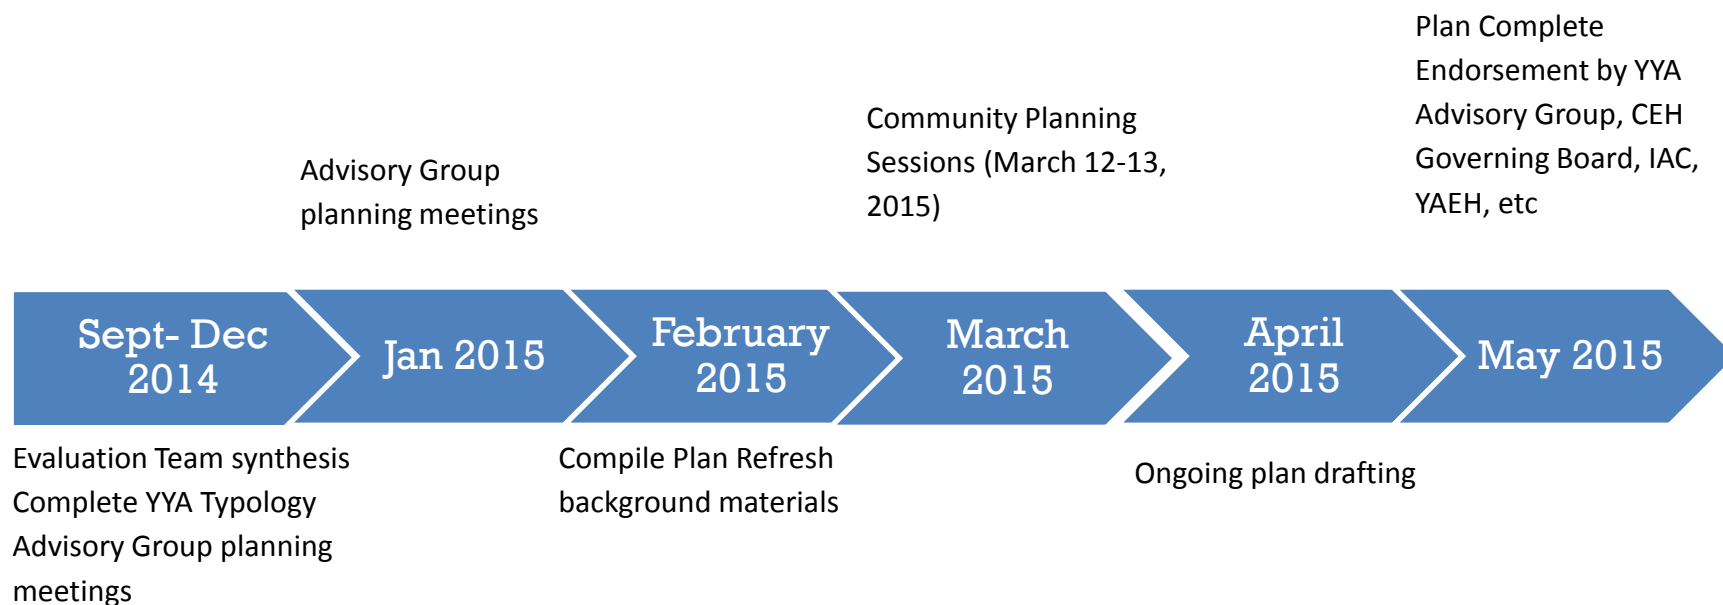 Plan Complete
Endorsement by YYA
Advisory Group, CEH
Governing Board, IAC,
YAEH, etc
Community Planning
Sessions (March 12-13,
2015)
Advisory Group
planning meetings
Sept- Dec
2014
Jan 2015
February
2015
March
2015
April
2015
May 2015
Evaluation Team synthesis
Complete YYA Typology
Advisory Group planning
meetings
Compile Plan Refresh
background materials
Ongoing plan drafting